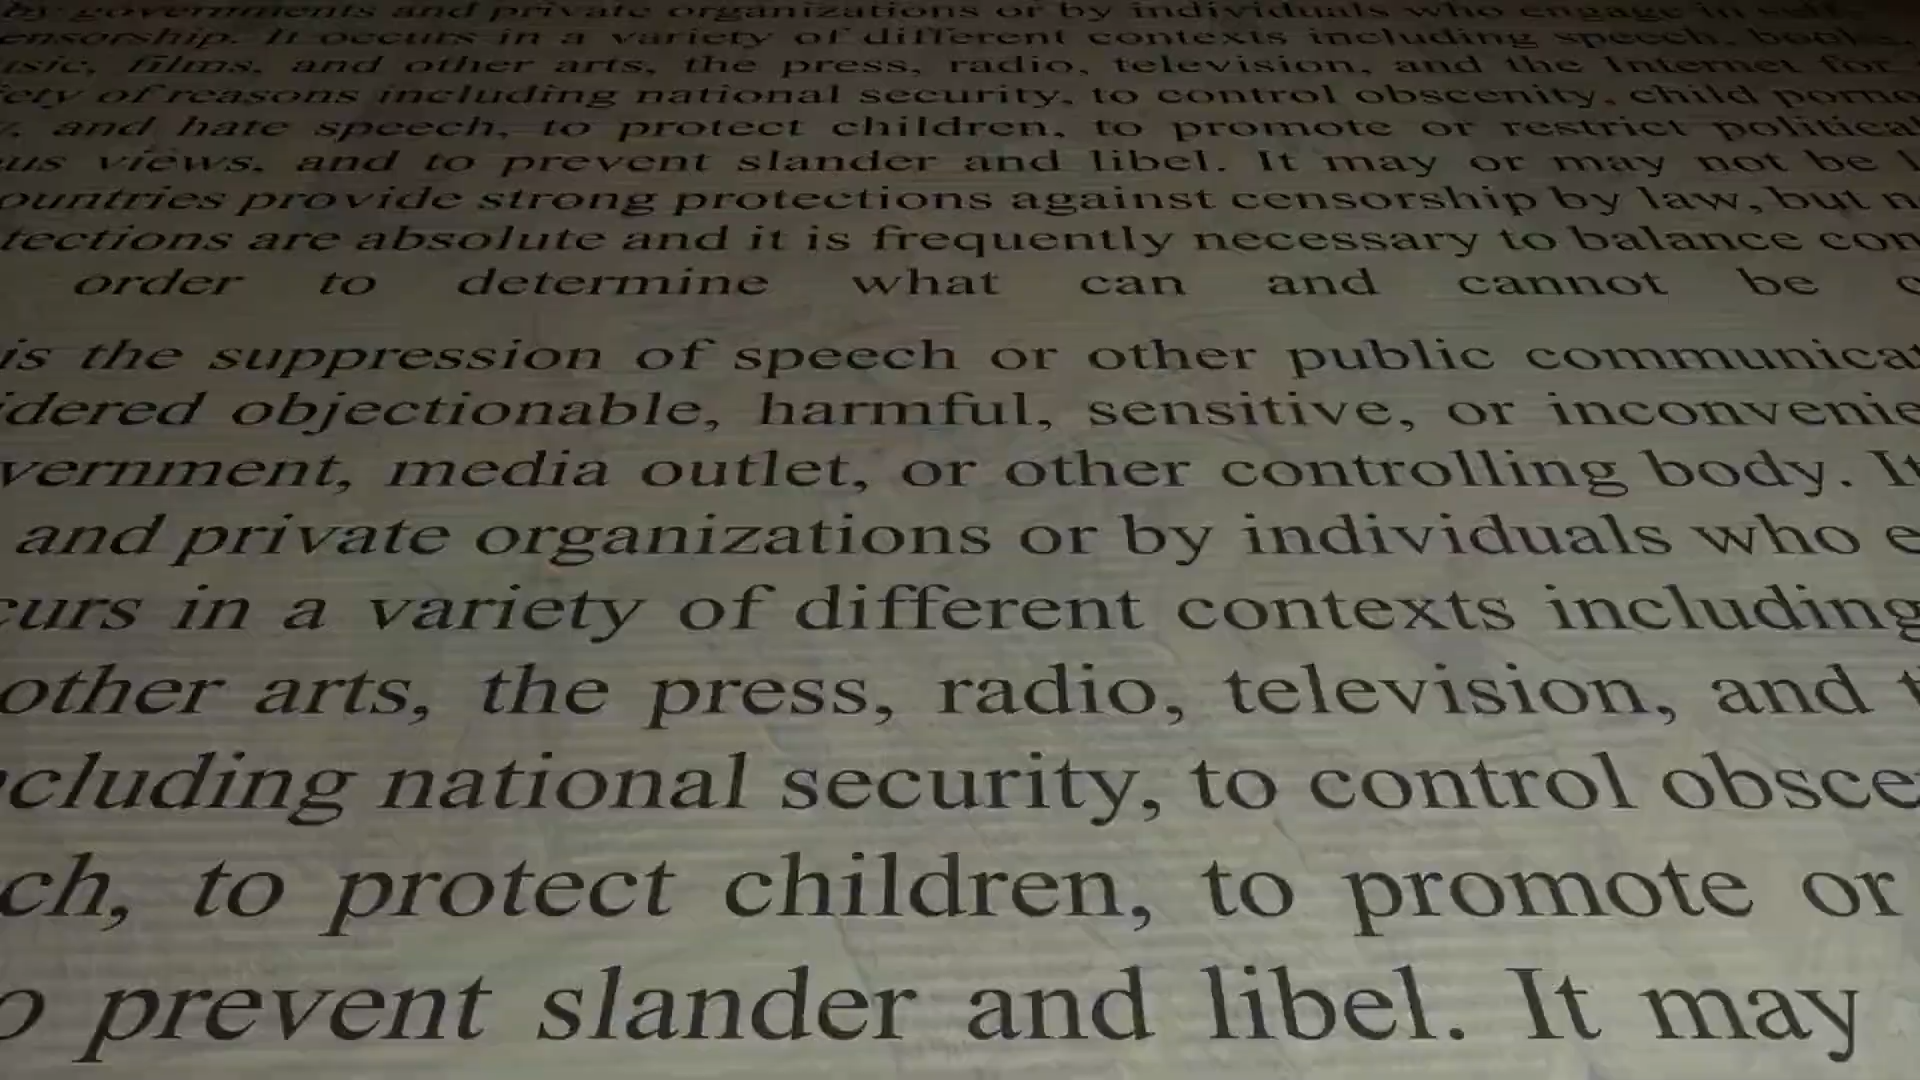 by governments and private organizations or by individuals who engage in self-
ensorship. It occurs in a variety of different contexts including speech, books,
usic, films, and other arts, the press, radio, television, and the Internet for
iety of reasons including national security, to control obscenity, child porno
, and hate speech, to protect children, to promote or restrict political
us views, and to prevent slander and libel. It may or may not be l
ountries provide strong protections against censorship by law, but n
tections are absolute and it is frequently necessary to balance con
order to determine what can and cannot be c
is the suppression of speech or other public communicat
idered objectionable, harmful, sensitive, or inconvenie
vernment, media outlet, or other controlling body. It
and private organizations or by individuals who e
curs in a variety of different contexts including
other arts, the press, radio, television, and t
ncluding national security, to control obsce
ch, to protect children, to promote or
o prevent slander and libel. It may